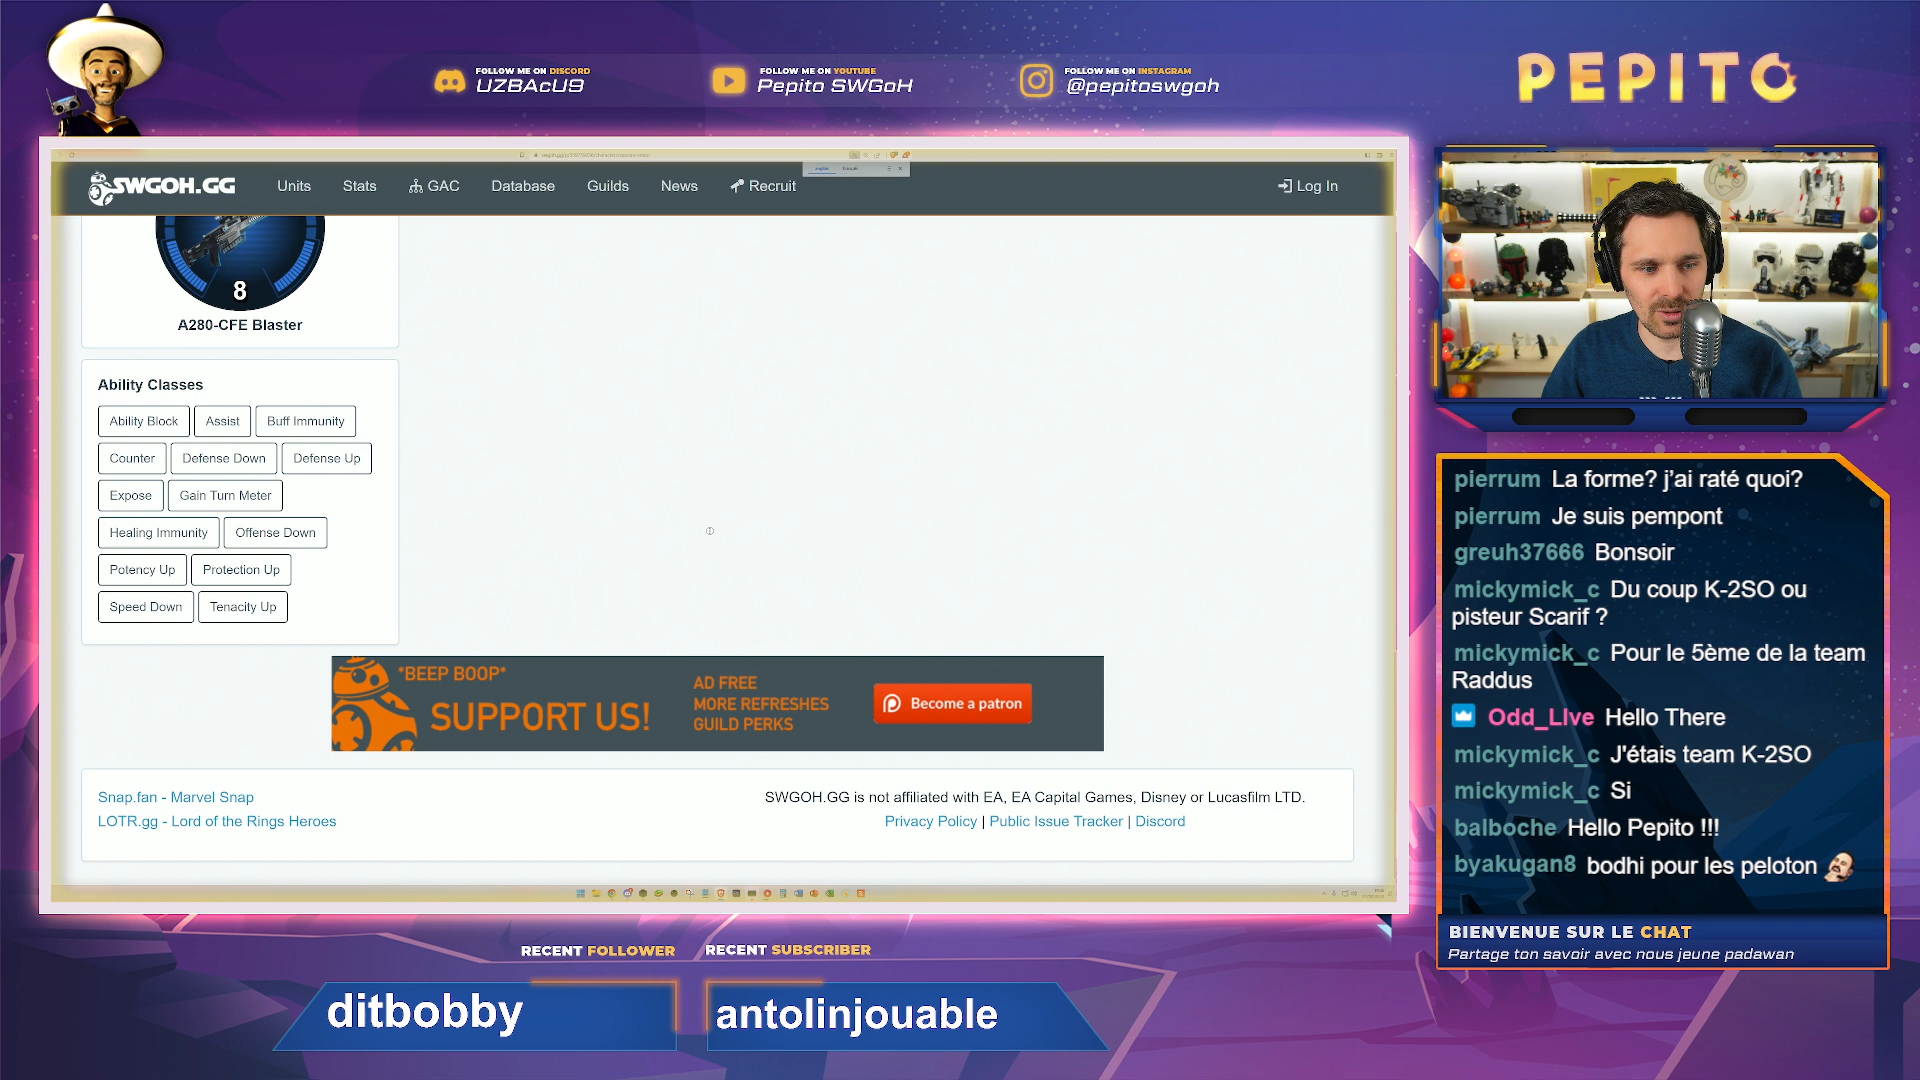 FOLLOW ME ON DISCORD
UZBAcU9
FOLLOW ME ON YOUTUBE
Pepito SWGoH
FOLLOW ME ON INSTAGRAM
@pepitoswgoh
PEPITO
SWGOH.GG
Units
Stats
GAC
Database
Guilds
News
Recruit
Log In
8
A280-CFE Blaster
Ability Classes
Ability Block Assist Buff Immunity
Counter Defense Down Defense Up
Expose Gain Turn Meter
Healing Immunity Offense Down
Potency Up Protection Up
Speed Down Tenacity Up
*BEEP BOOP*
SUPPORT US!
AD FREE
MORE REFRESHES
GUILD PERKS
Become a patron
Snap.fan - Marvel Snap
LOTR.gg - Lord of the Rings Heroes
SWGOH.GG is not affiliated with EA, EA Capital Games, Disney or Lucasfilm LTD.
Privacy Policy | Public Issue Tracker | Discord
pierrum La forme? j'ai raté quoi?
pierrum Je suis pempont
greuh37666 Bonsoir
mickymick_c Du coup K-2SO ou
pisteur Scarif ?
mickymick_c Pour le 5ème de la team
Raddus
Odd_LIve Hello There
mickymick_c J'étais team K-2SO
mickymick_c Si
balboche Hello Pepito !!!
byakugan8 bodhi pour les peloton
BIENVENUE SUR LE CHAT
Partage ton savoir avec nous jeune padawan
RECENT FOLLOWER
ditbobby
RECENT SUBSCRIBER
antolinjouable